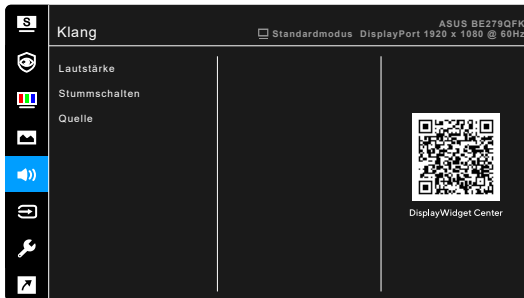 S
Klang
ASUS BE279QFK
Standardmodus DisplayPort 1920 x 1080 @ 60Hz
Lautstärke
Stummschalten
Quelle
DisplayWidget Center